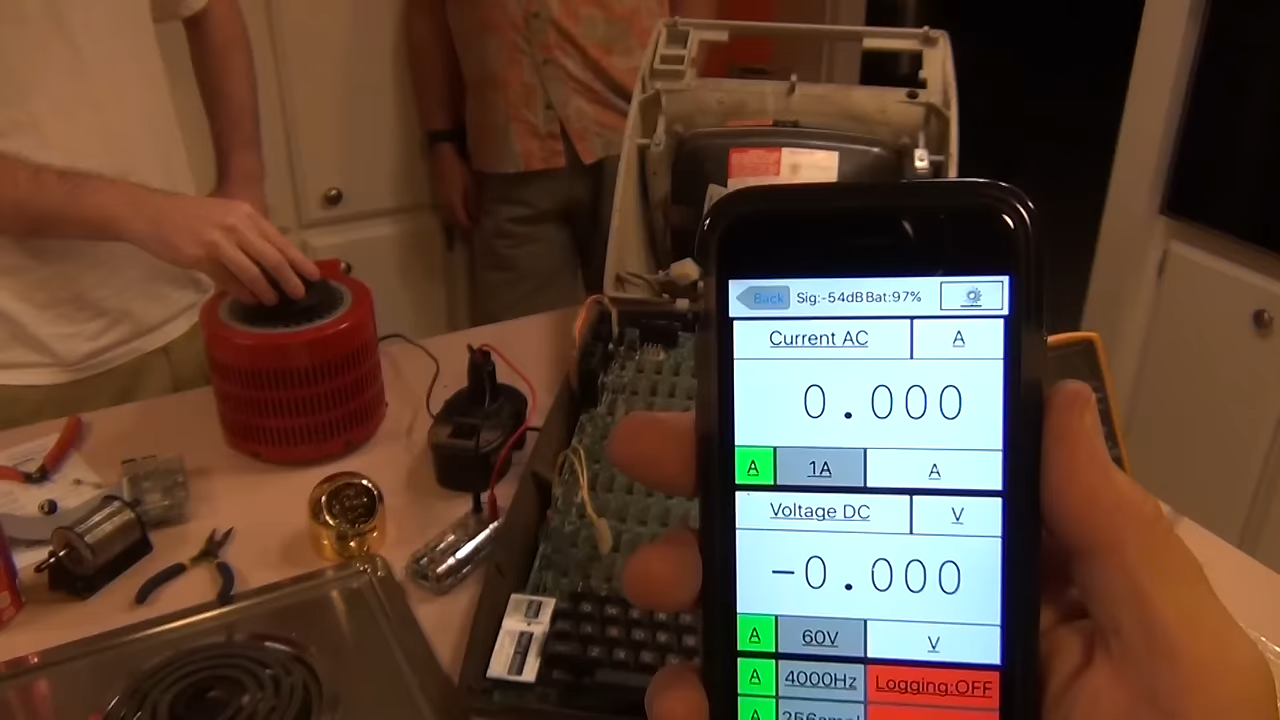 Back Sig:-54dB Bat:97%
Current AC A
0.000
A 1A A
Voltage DC V
-0.000
A 60V V
A 4000Hz Logging:OFF